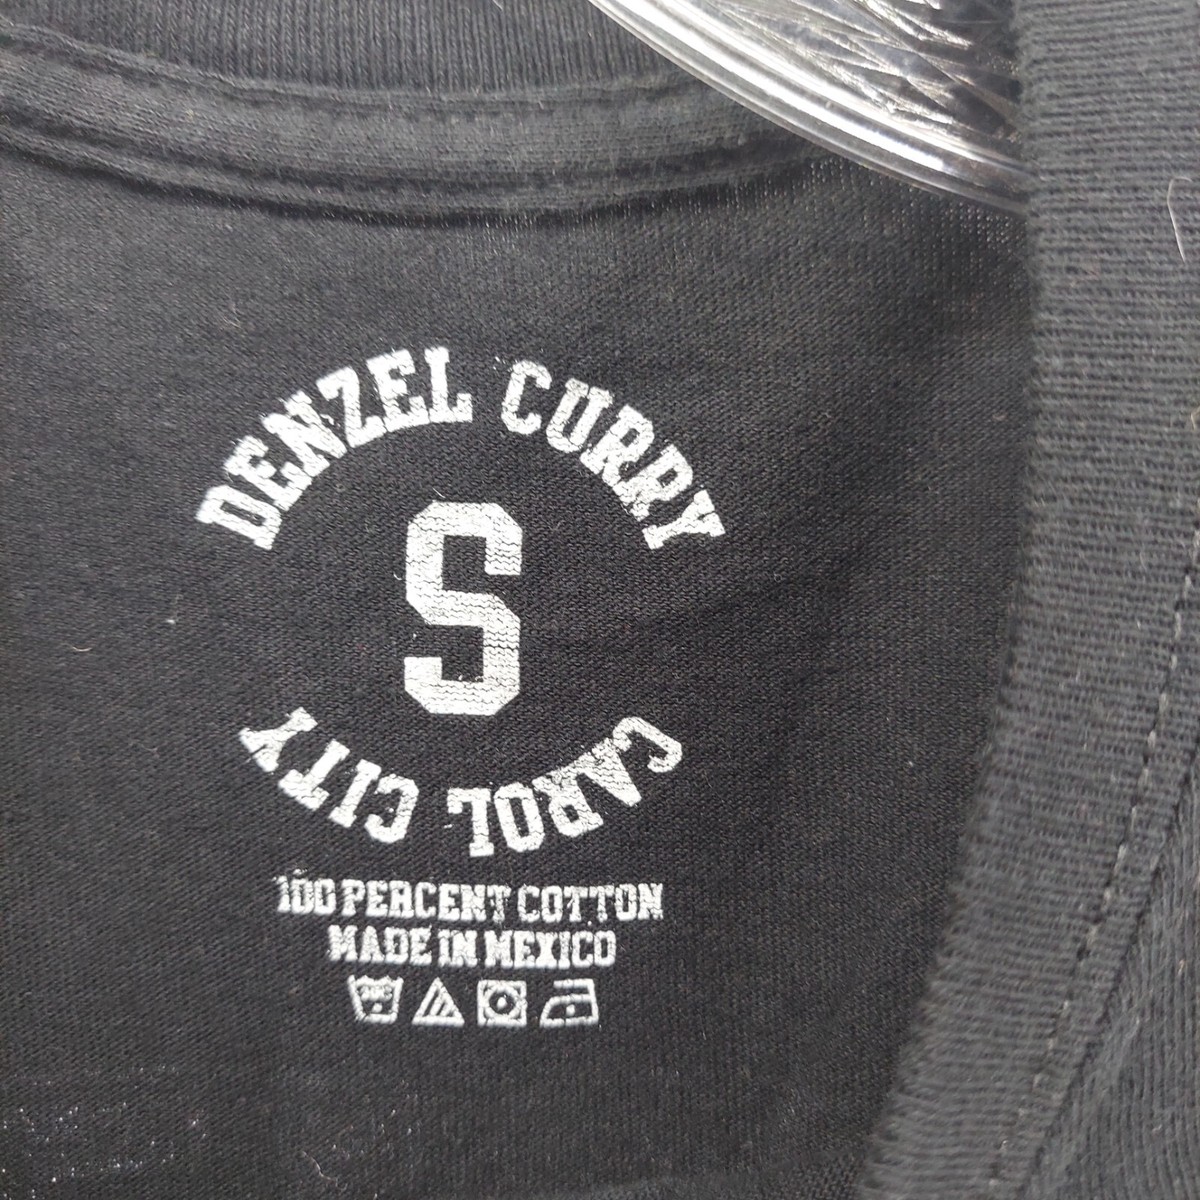 DENZEL CURRY
S
CAROL CITY
100 PERCENT COTTON
MADE IN MEXICO